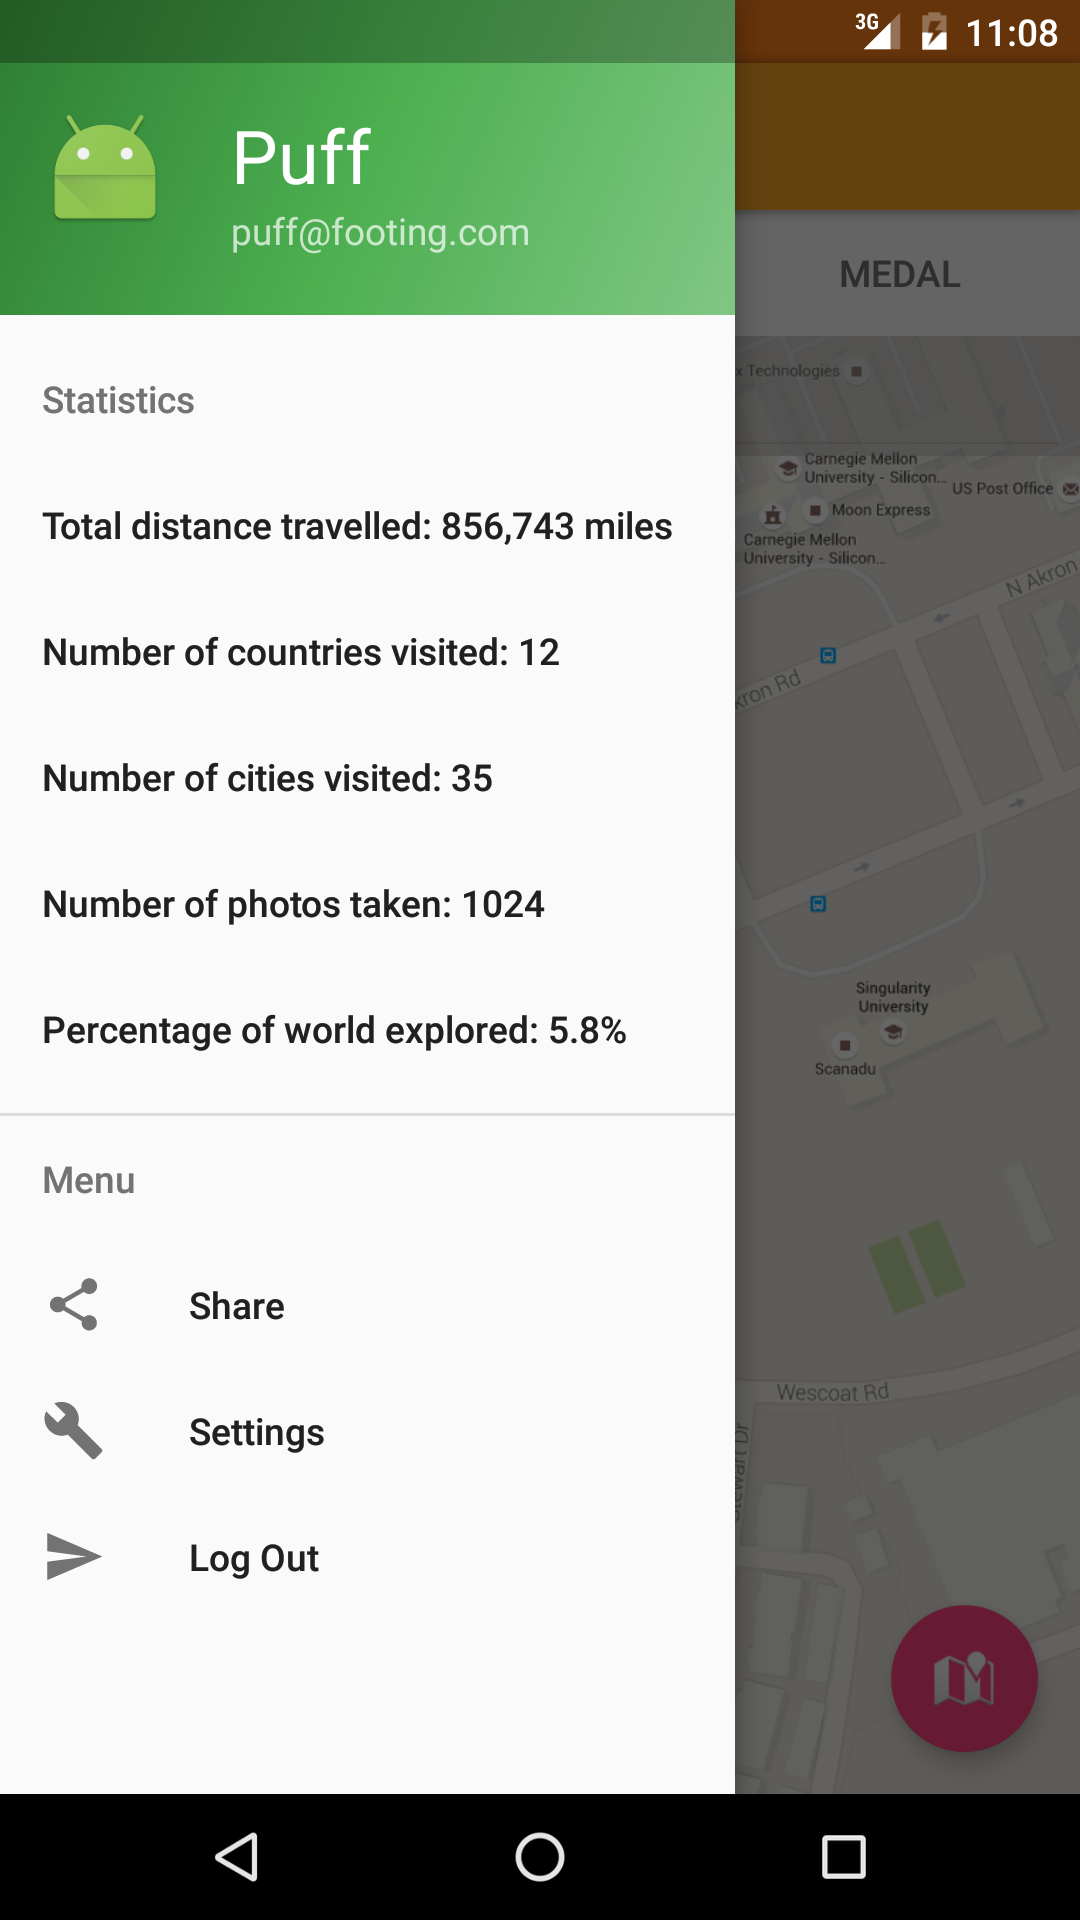 3G 11:08
Puff
puff@footing.com
MEDAL
Statistics
Total distance travelled: 856,743 miles
Number of countries visited: 12
Number of cities visited: 35
Number of photos taken: 1024
Percentage of world explored: 5.8%
Menu
Share
Settings
Log Out
x Technologies
Carnegie Mellon
University - Silicon...
US Post Office
Moon Express
Carnegie Mellon
University - Silicon...
N Akron
kron Rd
Singularity
University
Scanadu
Wescoat Rd
Stewart Dr